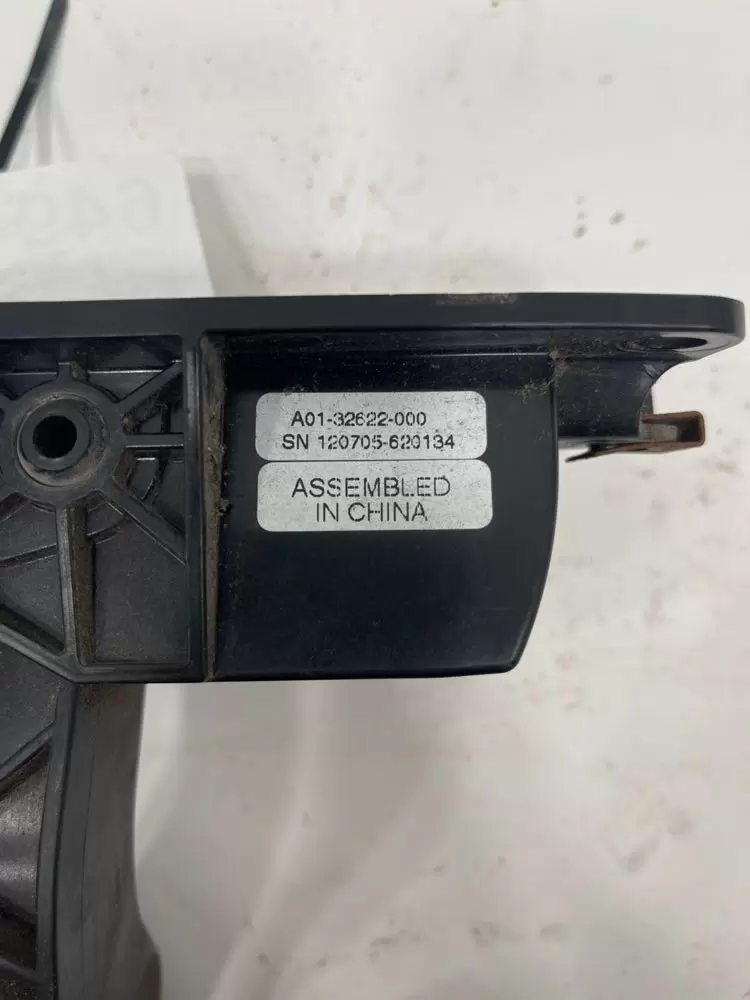 A01-32622-000
SN 120705-620134
ASSEMBLED
IN CHINA